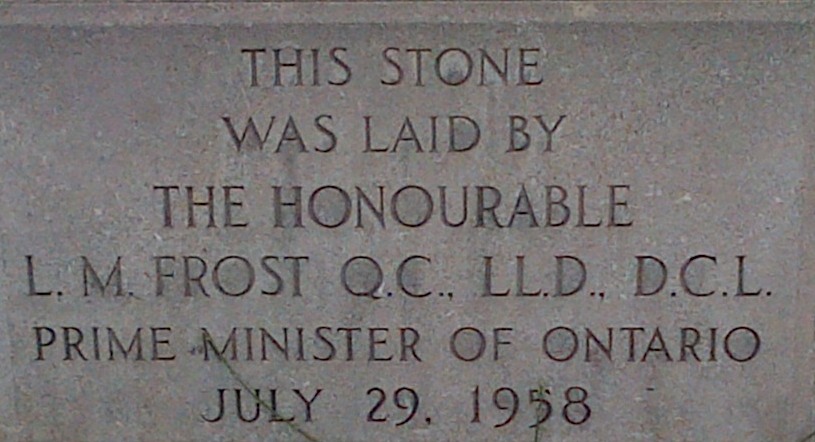 THIS STONE
WAS LAID BY
THE HONOURABLE
L. M. FROST Q.C., LL.D., D.C.L.
PRIME MINISTER OF ONTARIO
JULY 29, 1958